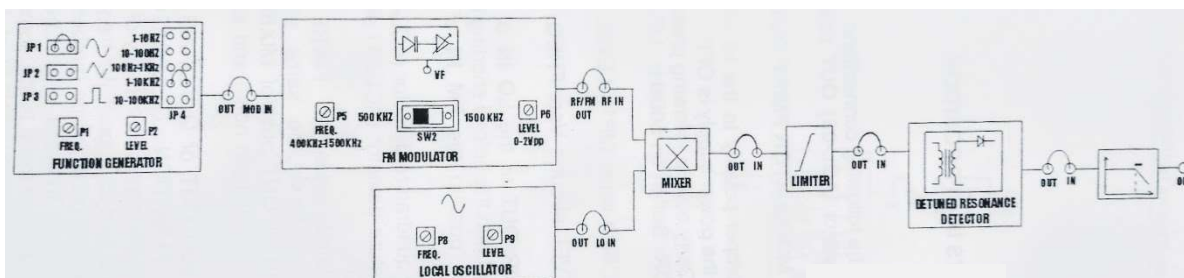 JP 1
JP 2
JP 3
1-10HZ
10-100HZ
100HZ-1KHZ
1-10KHZ
10-100KHZ
JP 4
P1
FREQ.
P2
LEVEL
FUNCTION GENERATOR
OUT MOD IN
VF
P5
FREQ.
400KHZ-1500KHZ
500 KHZ
1500 KHZ
SW2
P6
LEVEL
0-2Vpp
FM MODULATOR
RF/FM
OUT
RF IN
P8
FREQ.
P9
LEVEL
LOCAL OSCILLATOR
OUT LO IN
MIXER
OUT IN
LIMITER
OUT IN
DETUNED RESONANCE
DETECTOR
OUT IN